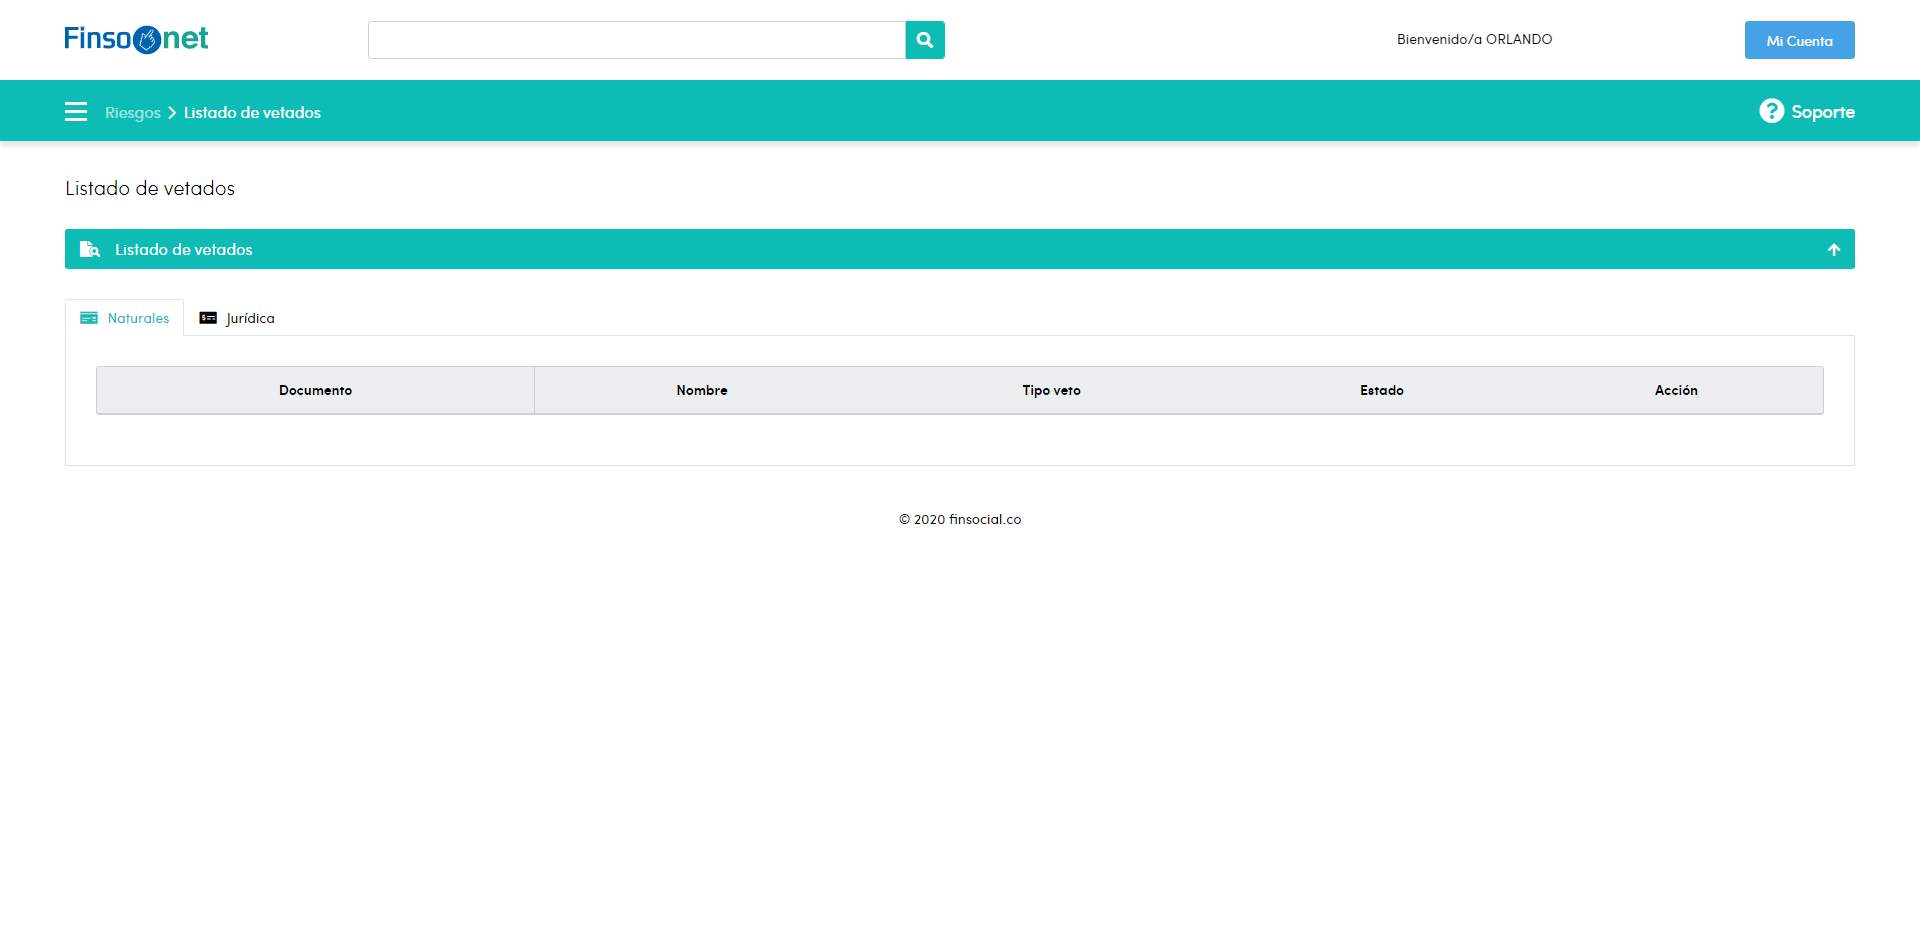 Finsonet
Bienvenido/a ORLANDO
Mi Cuenta
Riesgos
Listado de vetados
Soporte
Listado de vetados
Listado de vetados
Naturales
Jurídica
Documento
Nombre
Tipo veto
Estado
Acción
© 2020 finsocial.co